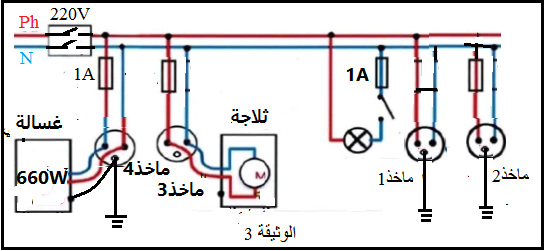 Ph
220V
N
1A
1A
غسالة
ثلاجة
660W
ماخذ4
ماخذ3
M
ماخذ1
ماخذ2
الوثيقة 3